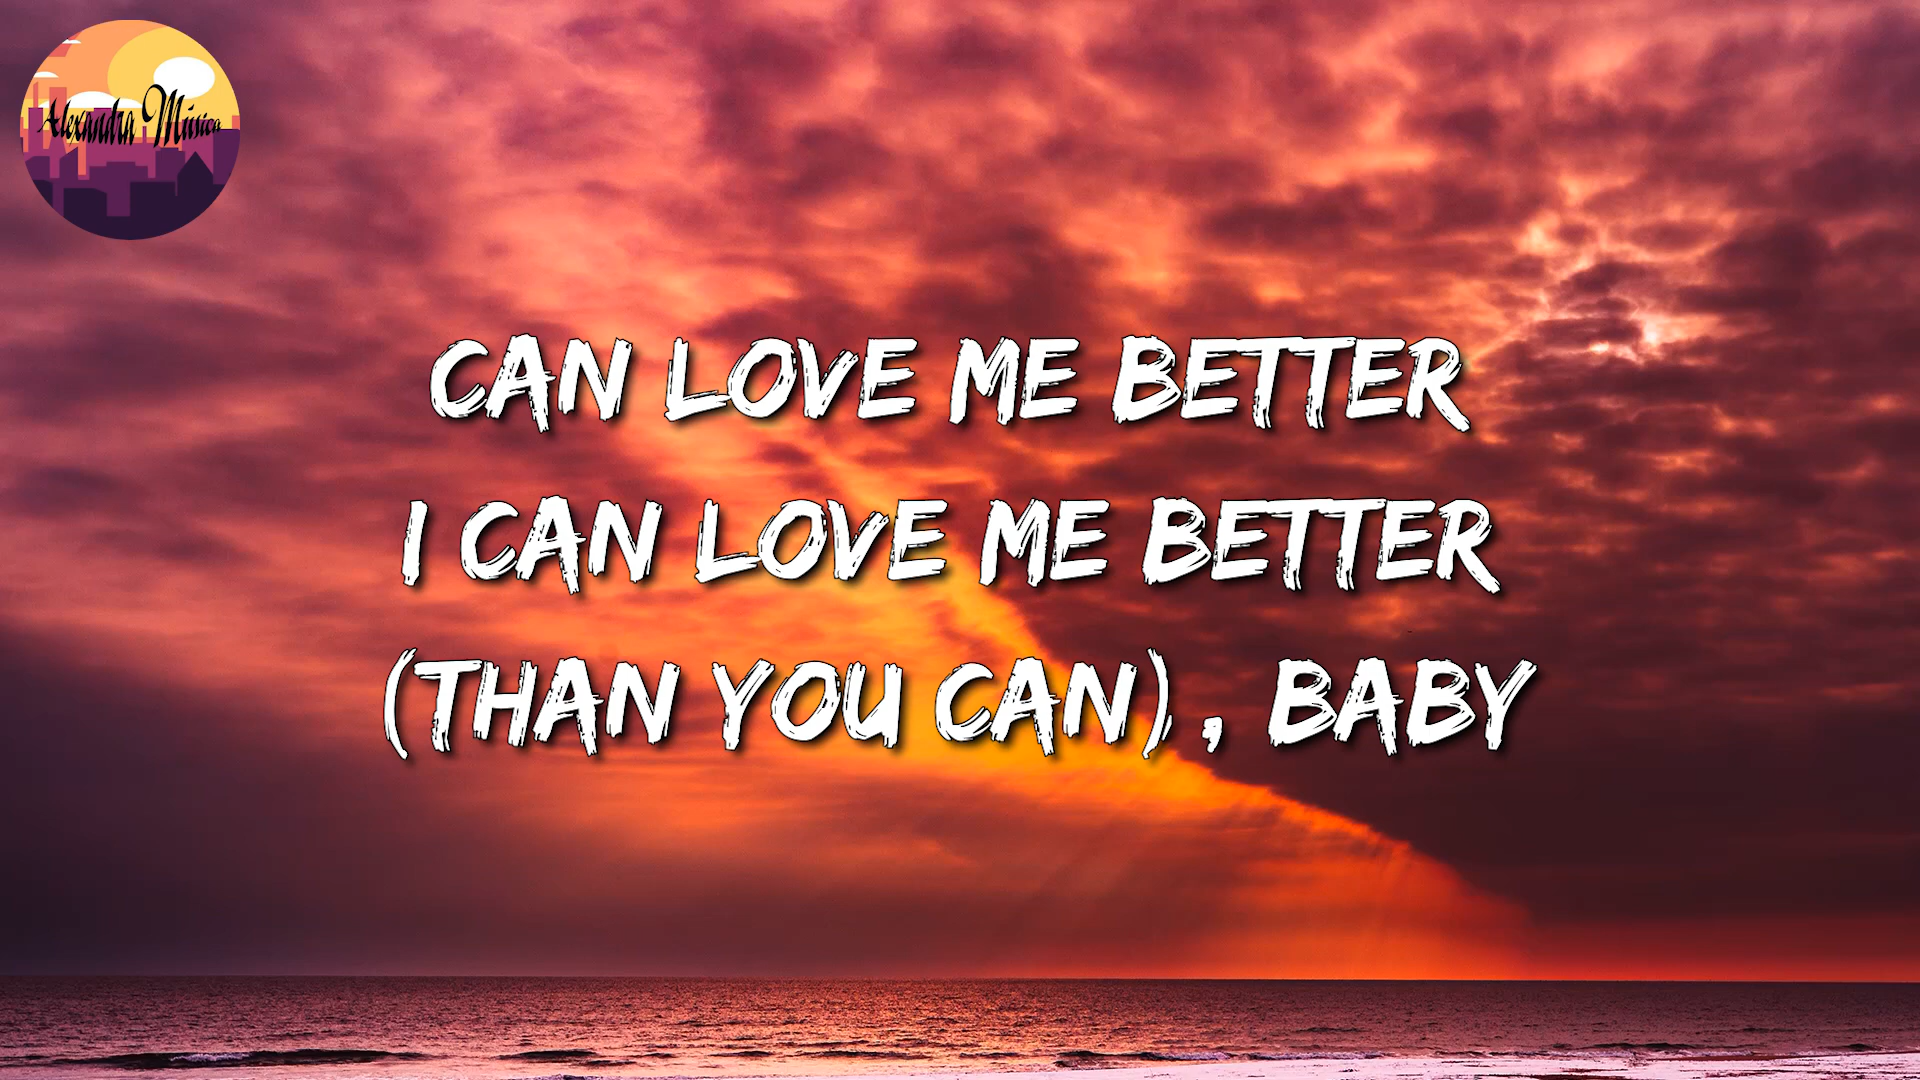 Alexandra Música
CAN LOVE ME BETTER
I CAN LOVE ME BETTER
(THAN YOU CAN) , BABY